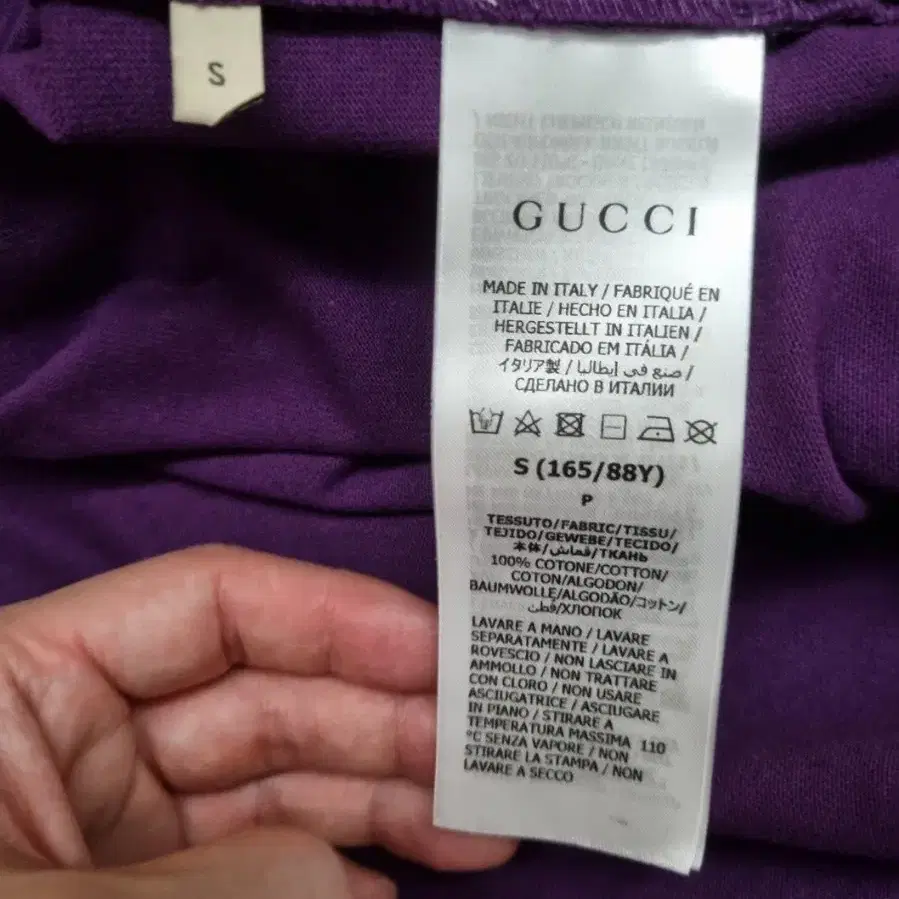 S
GUCCI
MADE IN ITALY / FABRIQUÉ EN
ITALIE / HECHO EN ITALIA /
HERGESTELLT IN ITALIEN /
FABRICADO EM ITÁLIA /
イタリア製 / صنع في إيطاليا /
СДЕЛАНО В ИТАЛИИ
S (165/88Y)
P
TESSUTO/FABRIC/TISSU/
TEJIDO/GEWEBE/TECIDO/
本体/قماش/ТКАНЬ
100% COTONE/COTTON/
COTON/ALGODON/
BAUMWOLLE/ALGODÃO/コットン/
قطن/ХЛОПОК
LAVARE A MANO / LAVARE
SEPARATAMENTE / LAVARE A
ROVESCIO / NON LASCIARE IN
AMMOLLO / NON TRATTARE
CON CLORO / NON USARE
ASCIUGATRICE / ASCIUGARE
IN PIANO / STIRARE A
TEMPERATURA MASSIMA 110
°C SENZA VAPORE / NON
STIRARE LA STAMPA / NON
LAVARE A SECCO